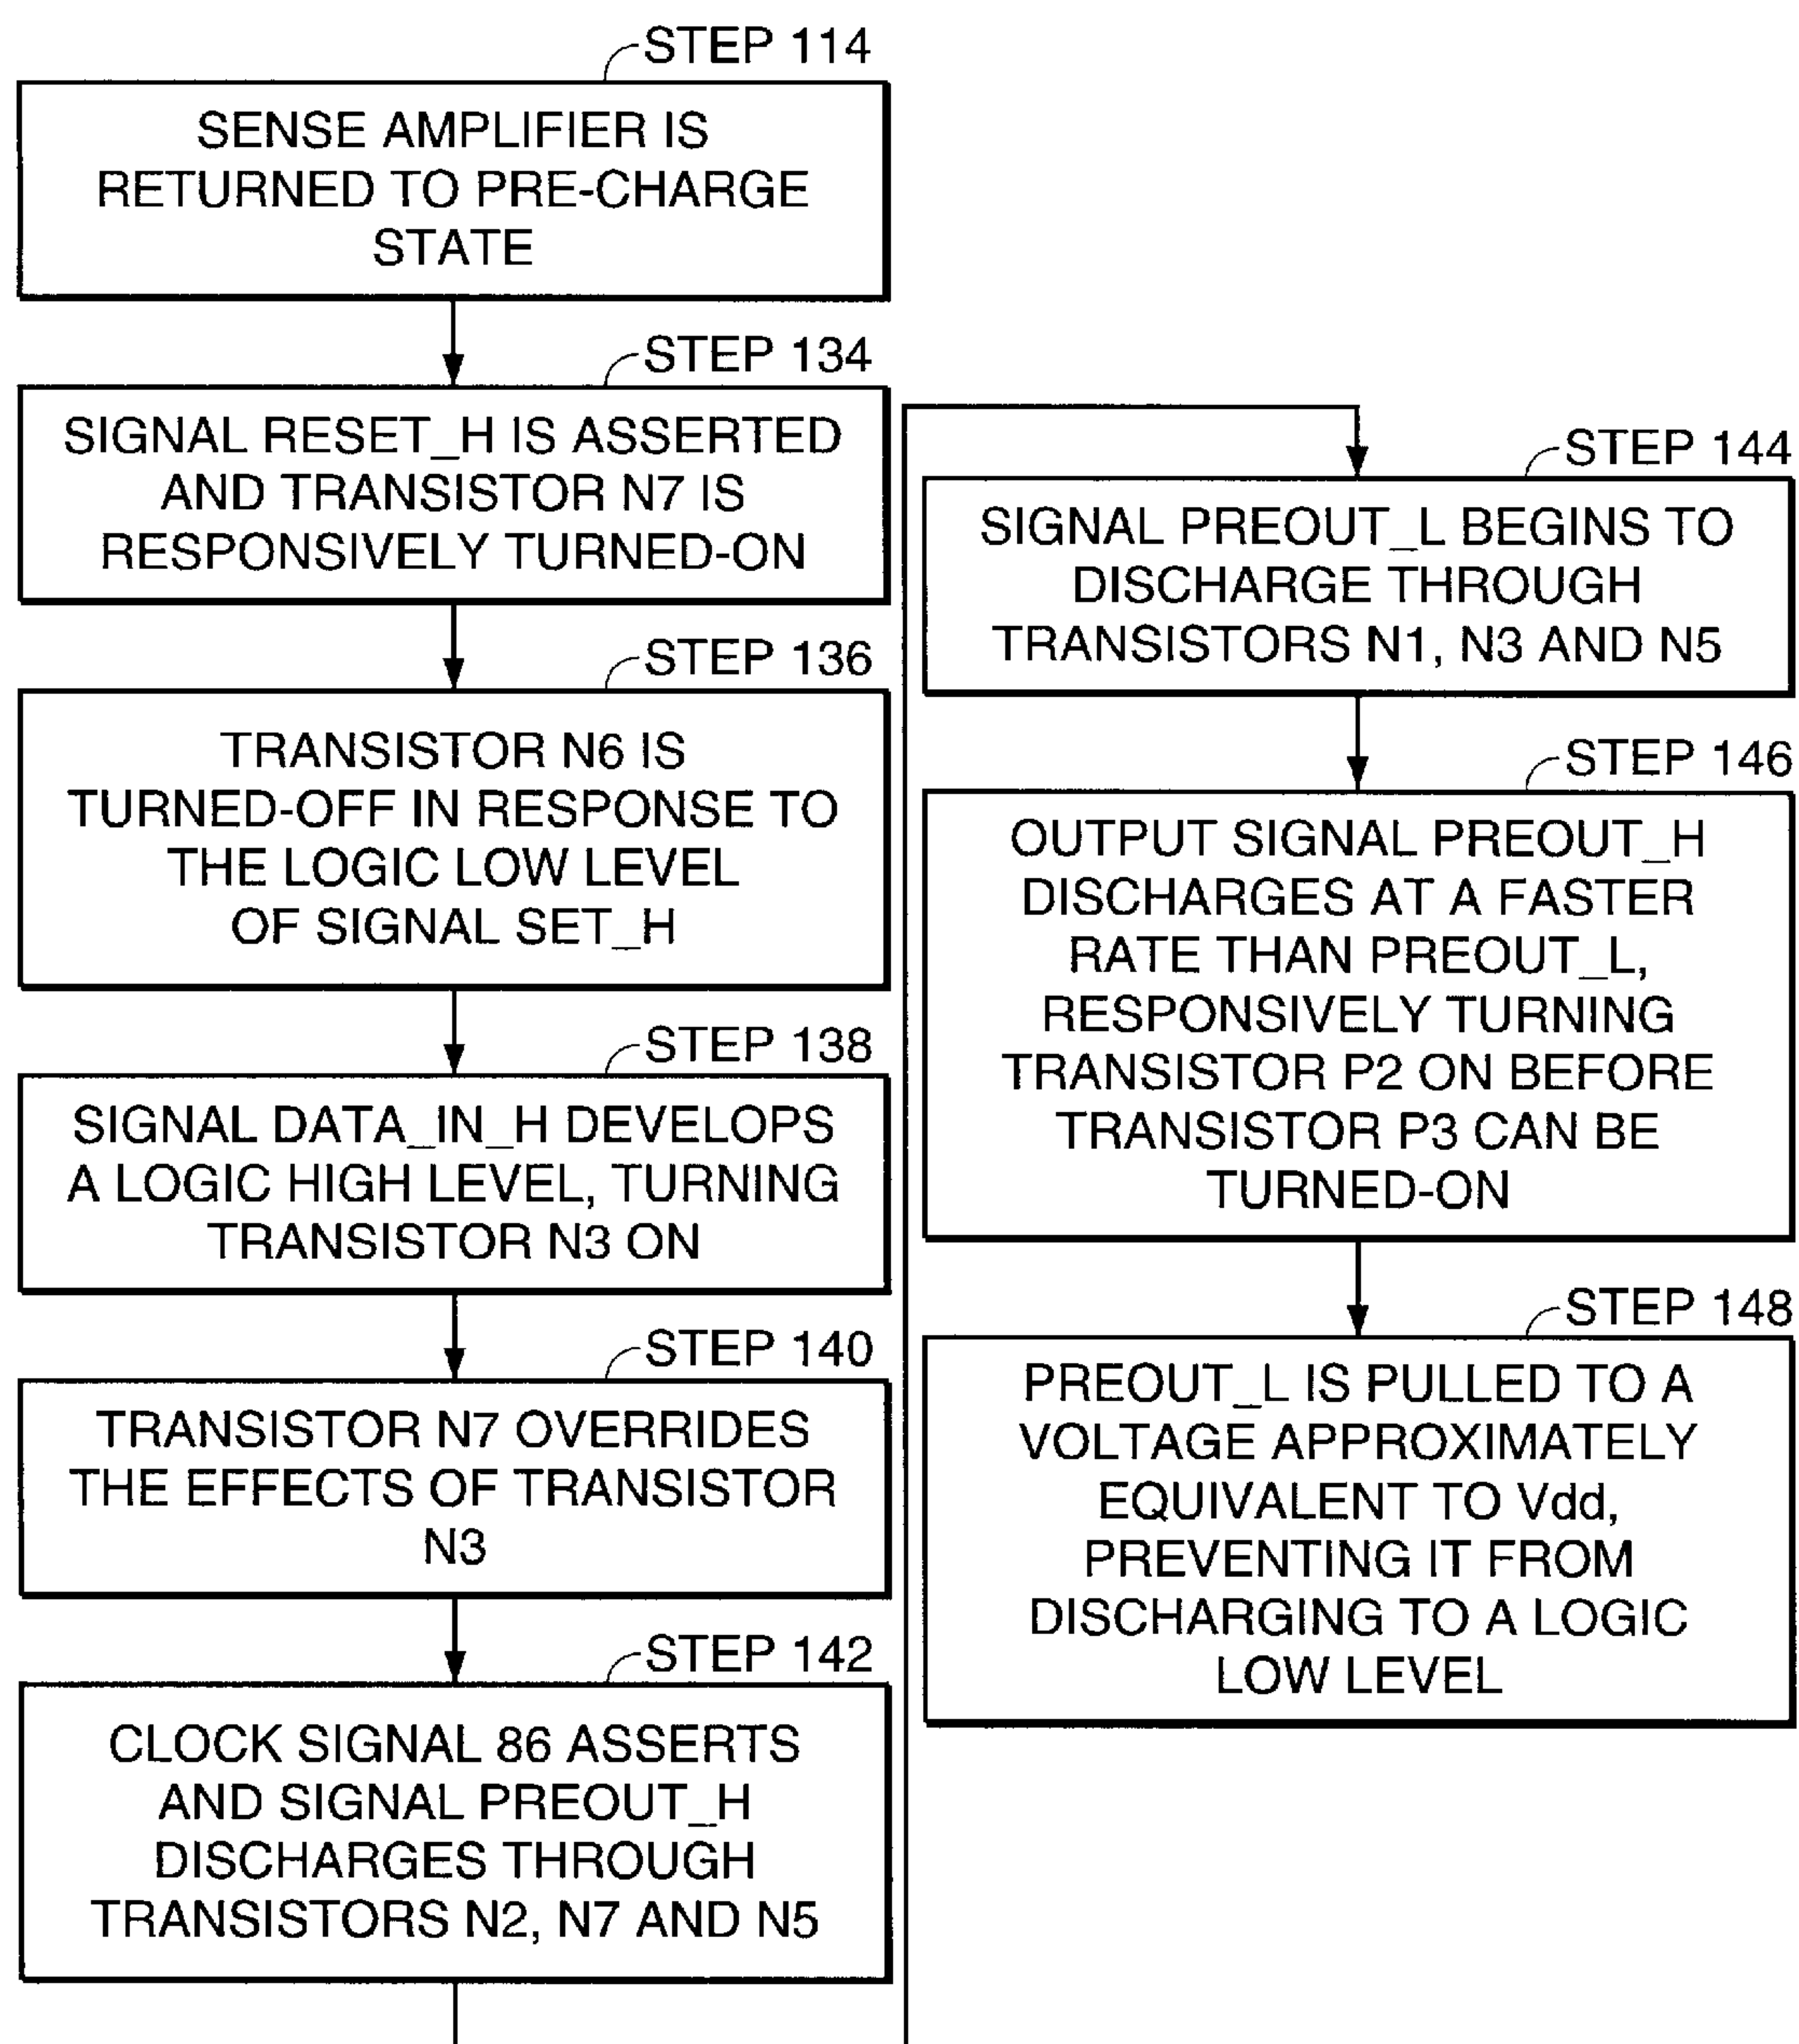 STEP 114
SENSE AMPLIFIER IS
RETURNED TO PRE-CHARGE
STATE
STEP 134
SIGNAL RESET_H IS ASSERTED
AND TRANSISTOR N7 IS
RESPONSIVELY TURNED-ON
STEP 136
TRANSISTOR N6 IS
TURNED-OFF IN RESPONSE TO
THE LOGIC LOW LEVEL
OF SIGNAL SET_H
STEP 138
SIGNAL DATA_IN_H DEVELOPS
A LOGIC HIGH LEVEL, TURNING
TRANSISTOR N3 ON
STEP 140
TRANSISTOR N7 OVERRIDES
THE EFFECTS OF TRANSISTOR
N3
STEP 142
CLOCK SIGNAL 86 ASSERTS
AND SIGNAL PREOUT_H
DISCHARGES THROUGH
TRANSISTORS N2, N7 AND N5
STEP 144
SIGNAL PREOUT_L BEGINS TO
DISCHARGE THROUGH
TRANSISTORS N1, N3 AND N5
STEP 146
OUTPUT SIGNAL PREOUT_H
DISCHARGES AT A FASTER
RATE THAN PREOUT_L,
RESPONSIVELY TURNING
TRANSISTOR P2 ON BEFORE
TRANSISTOR P3 CAN BE
TURNED-ON
STEP 148
PREOUT_L IS PULLED TO A
VOLTAGE APPROXIMATELY
EQUIVALENT TO Vdd,
PREVENTING IT FROM
DISCHARGING TO A LOGIC
LOW LEVEL